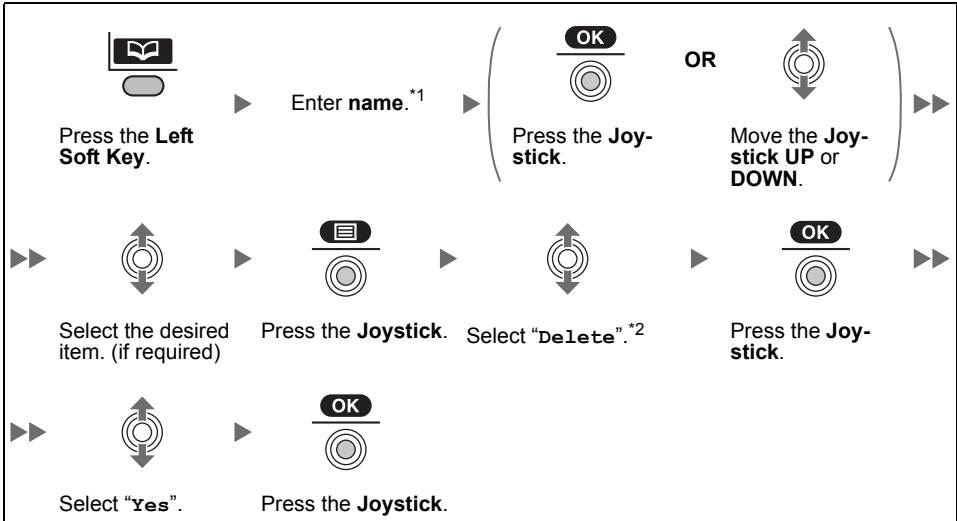 OK
OR
OK
Press the Left
Soft Key.
Enter name.*1
Press the Joy-
stick.
Move the Joy-
stick UP or
DOWN.
Select the desired
item. (if required)
Press the Joystick.
Select “Delete”.*2
Press the Joy-
stick.
OK
Select “Yes”.
Press the Joystick.